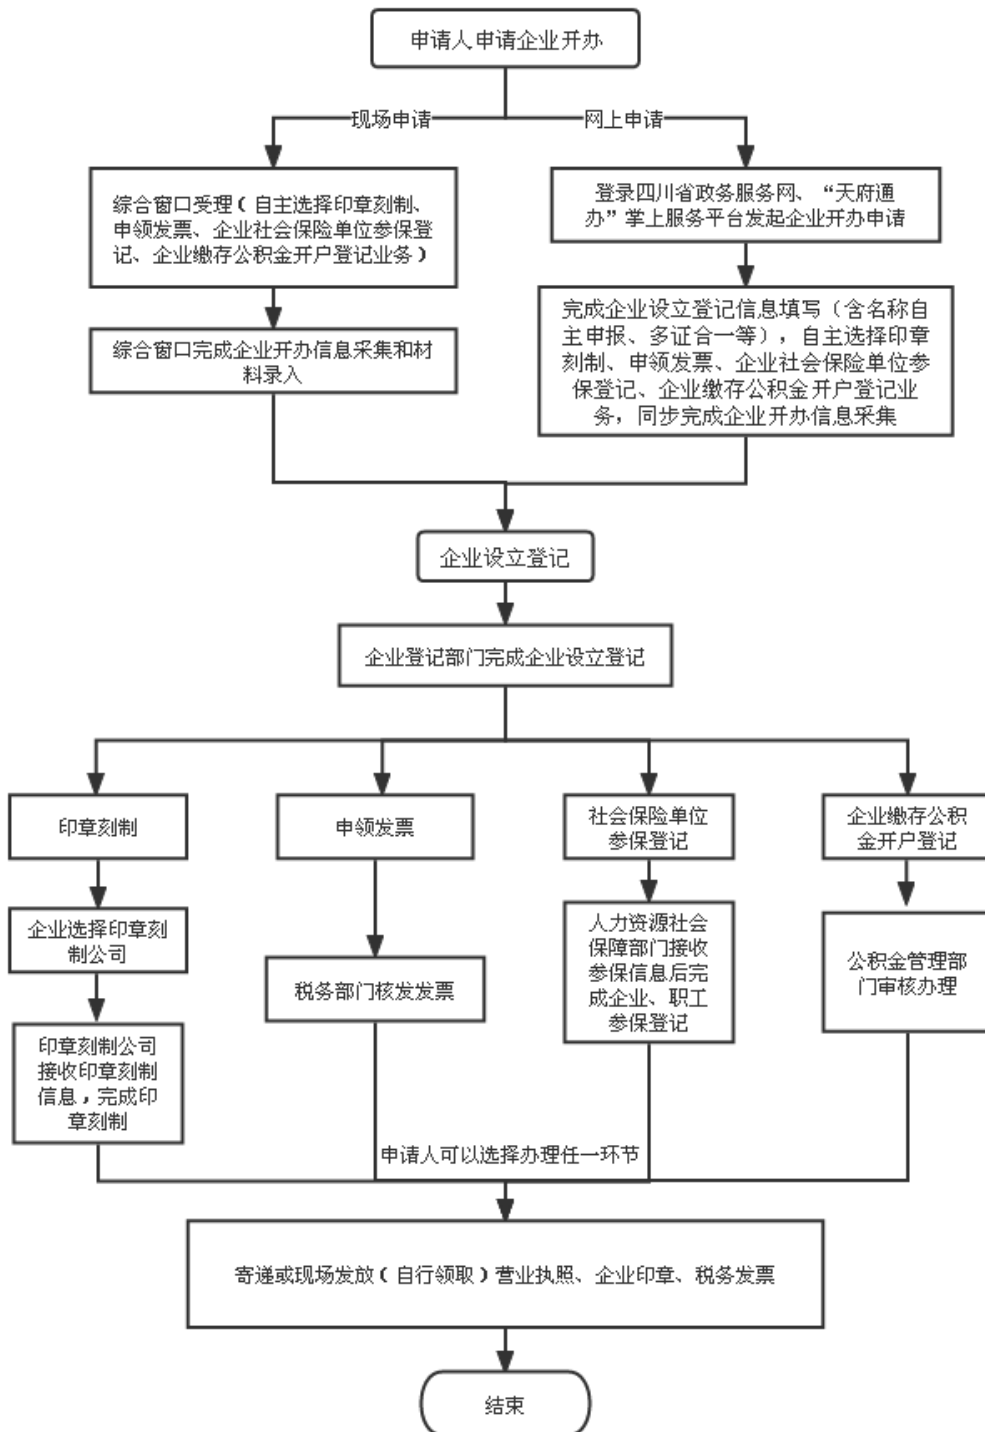 申请人申请企业开办
现场申请
网上申请
综合窗口受理（自主选择印章刻制、
申领发票、企业社会保险单位参保登
记、企业缴存公积金开户登记业务）
登录四川省政务服务网、“天府通
办”掌上服务平台发起企业开办申请
综合窗口完成企业开办信息采集和材
料录入
完成企业设立登记信息填写（含名称自
主申报、多证合一等），自主选择印章
刻制、申领发票、企业社会保险单位参
保登记、企业缴存公积金开户登记业
务，同步完成企业开办信息采集
企业设立登记
企业登记部门完成企业设立登记
印章刻制
申领发票
社会保险单位
参保登记
企业缴存公积
金开户登记
企业选择印章刻
制公司
税务部门核发发票
人力资源社会
保障部门接收
参保信息后完
成企业、职工
参保登记
公积金管理部
门审核办理
印章刻制公司
接收印章刻制
信息，完成印
章刻制
申请人可以选择办理任一环节
寄递或现场发放（自行领取）营业执照、企业印章、税务发票
结束